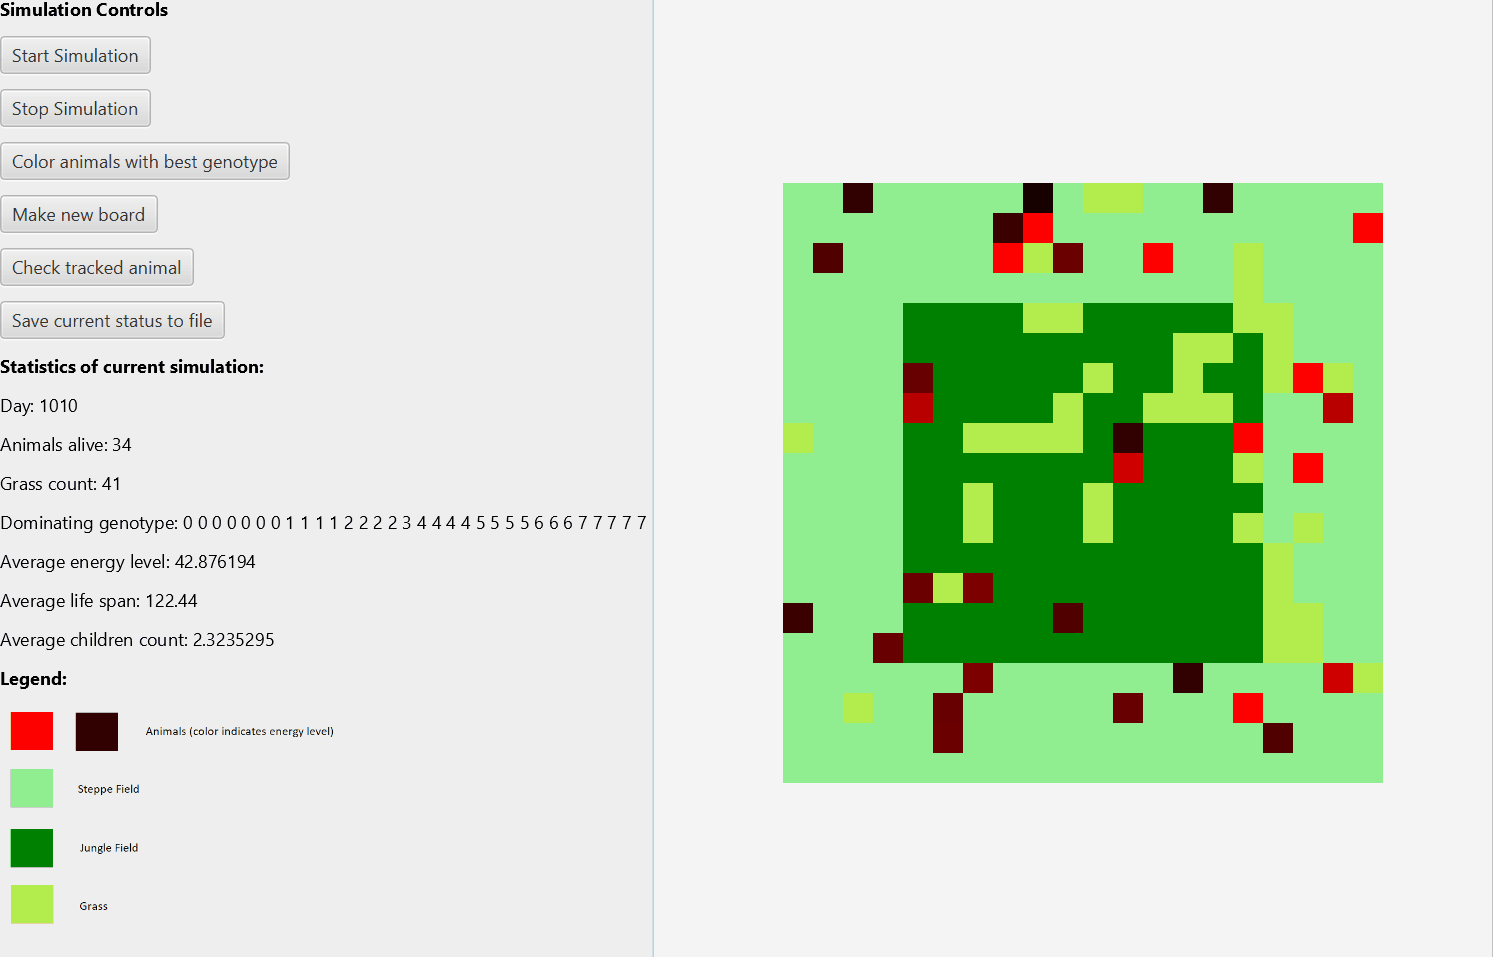 Simulation Controls
Start Simulation
Stop Simulation
Color animals with best genotype
Make new board
Check tracked animal
Save current status to file
Statistics of current simulation:
Day: 1010
Animals alive: 34
Grass count: 41
Dominating genotype: 0 0 0 0 0 0 0 1 1 1 1 2 2 2 2 3 4 4 4 4 5 5 5 5 6 6 6 7 7 7 7 7
Average energy level: 42.876194
Average life span: 122.44
Average children count: 2.3235295
Legend:
Animals (color indicates energy level)
Steppe Field
Jungle Field
Grass